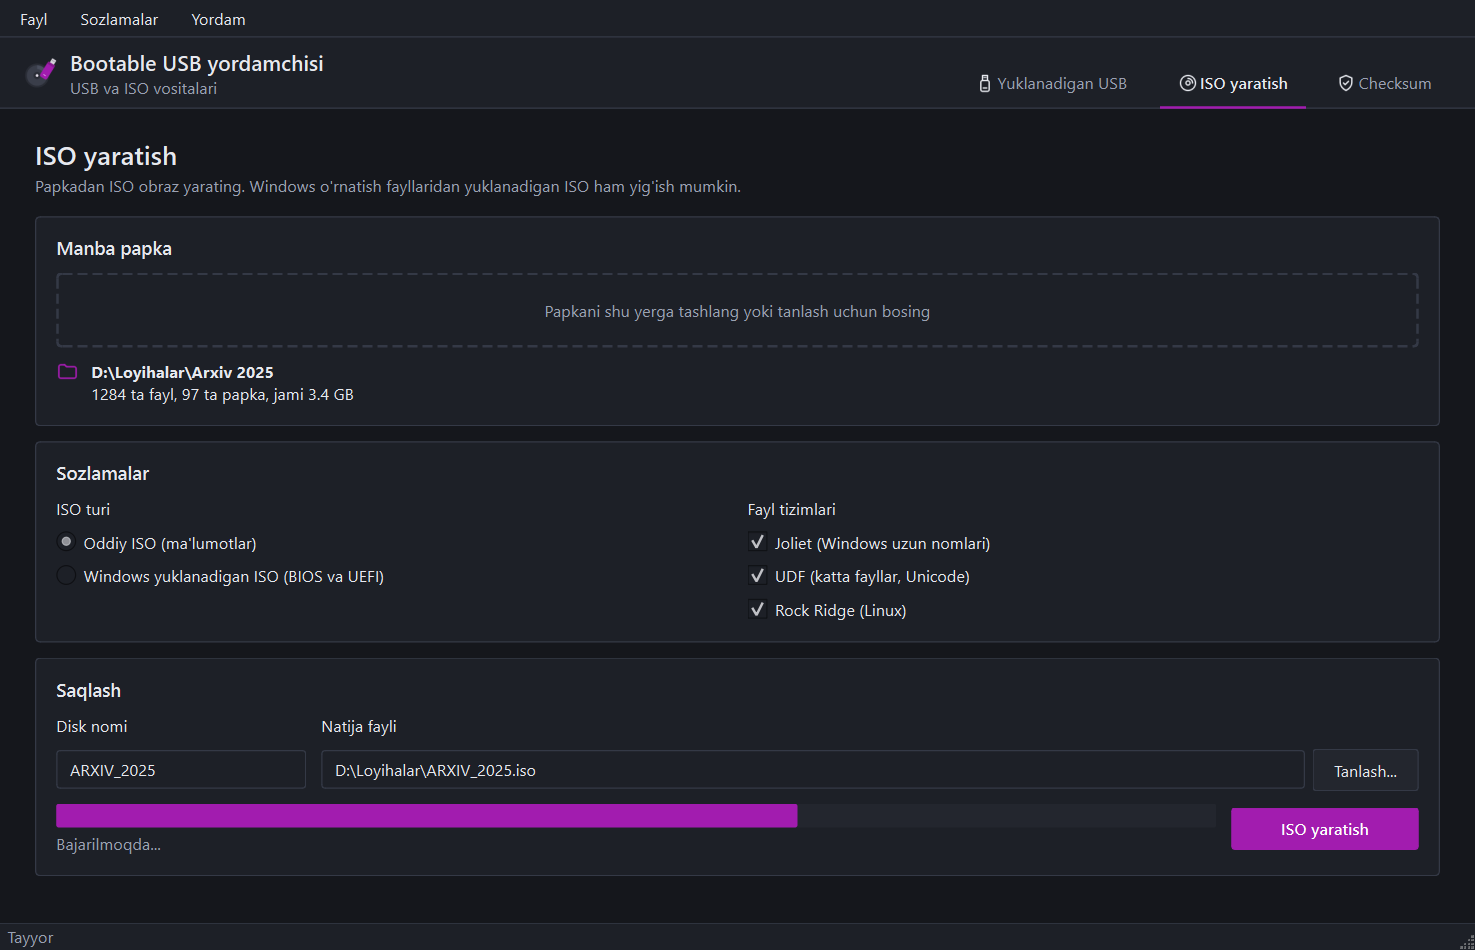 Fayl Sozlamalar Yordam
Bootable USB yordamchisi
USB va ISO vositalari
Yuklanadigan USB ISO yaratish Checksum
ISO yaratish
Papkadan ISO obraz yarating. Windows o'rnatish fayllaridan yuklanadigan ISO ham yig'ish mumkin.
Manba papka
Papkani shu yerga tashlang yoki tanlash uchun bosing
D:\Loyihalar\Arxiv 2025
1284 ta fayl, 97 ta papka, jami 3.4 GB
Sozlamalar
ISO turi
Oddiy ISO (ma'lumotlar)
Windows yuklanadigan ISO (BIOS va UEFI)
Fayl tizimlari
Joliet (Windows uzun nomlari)
UDF (katta fayllar, Unicode)
Rock Ridge (Linux)
Saqlash
Disk nomi
Natija fayli
ARXIV_2025
D:\Loyihalar\ARXIV_2025.iso
Tanlash...
Bajarilmoqda...
ISO yaratish
Tayyor